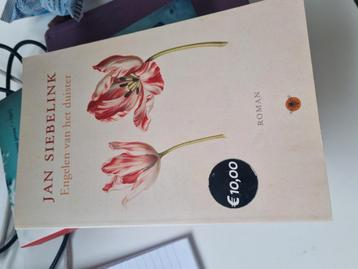 JAN SIEBELINK
Engelen van het duister
ROMAN
€10,00